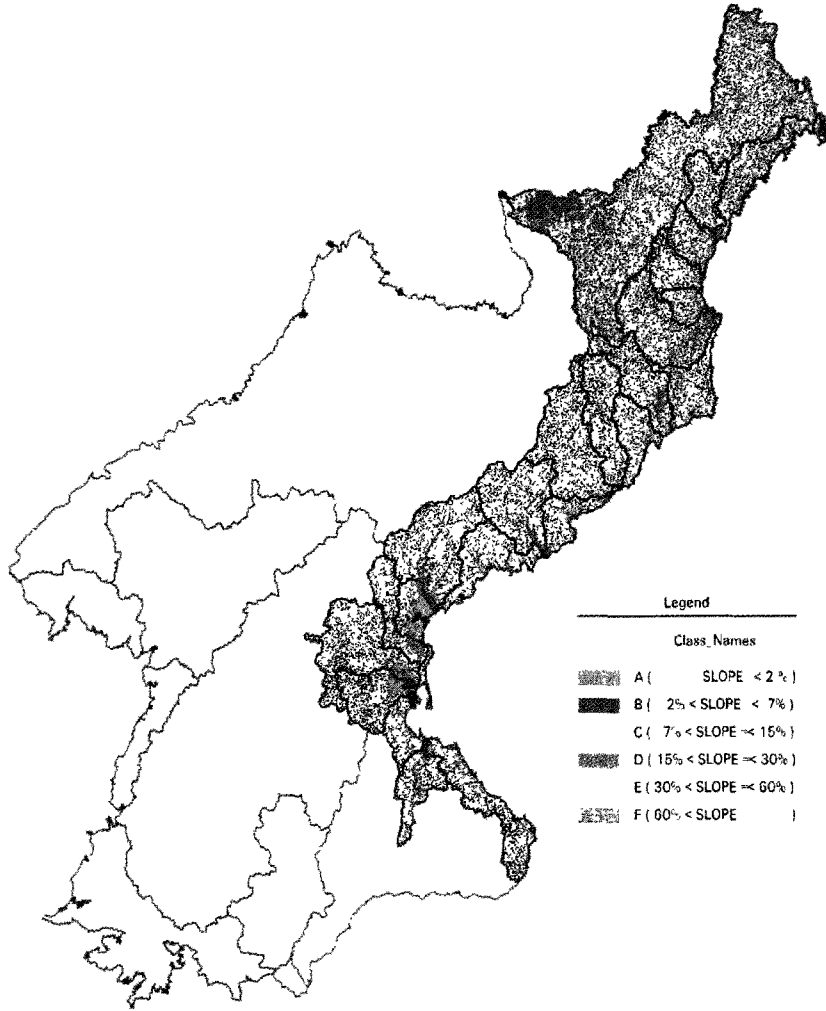 Legend
Class_Names
A ( SLOPE < 2 % )
B ( 2% < SLOPE < 7% )
C ( 7% < SLOPE =< 15% )
D ( 15% < SLOPE =< 30% )
E ( 30% < SLOPE =< 60% )
F ( 60% < SLOPE )